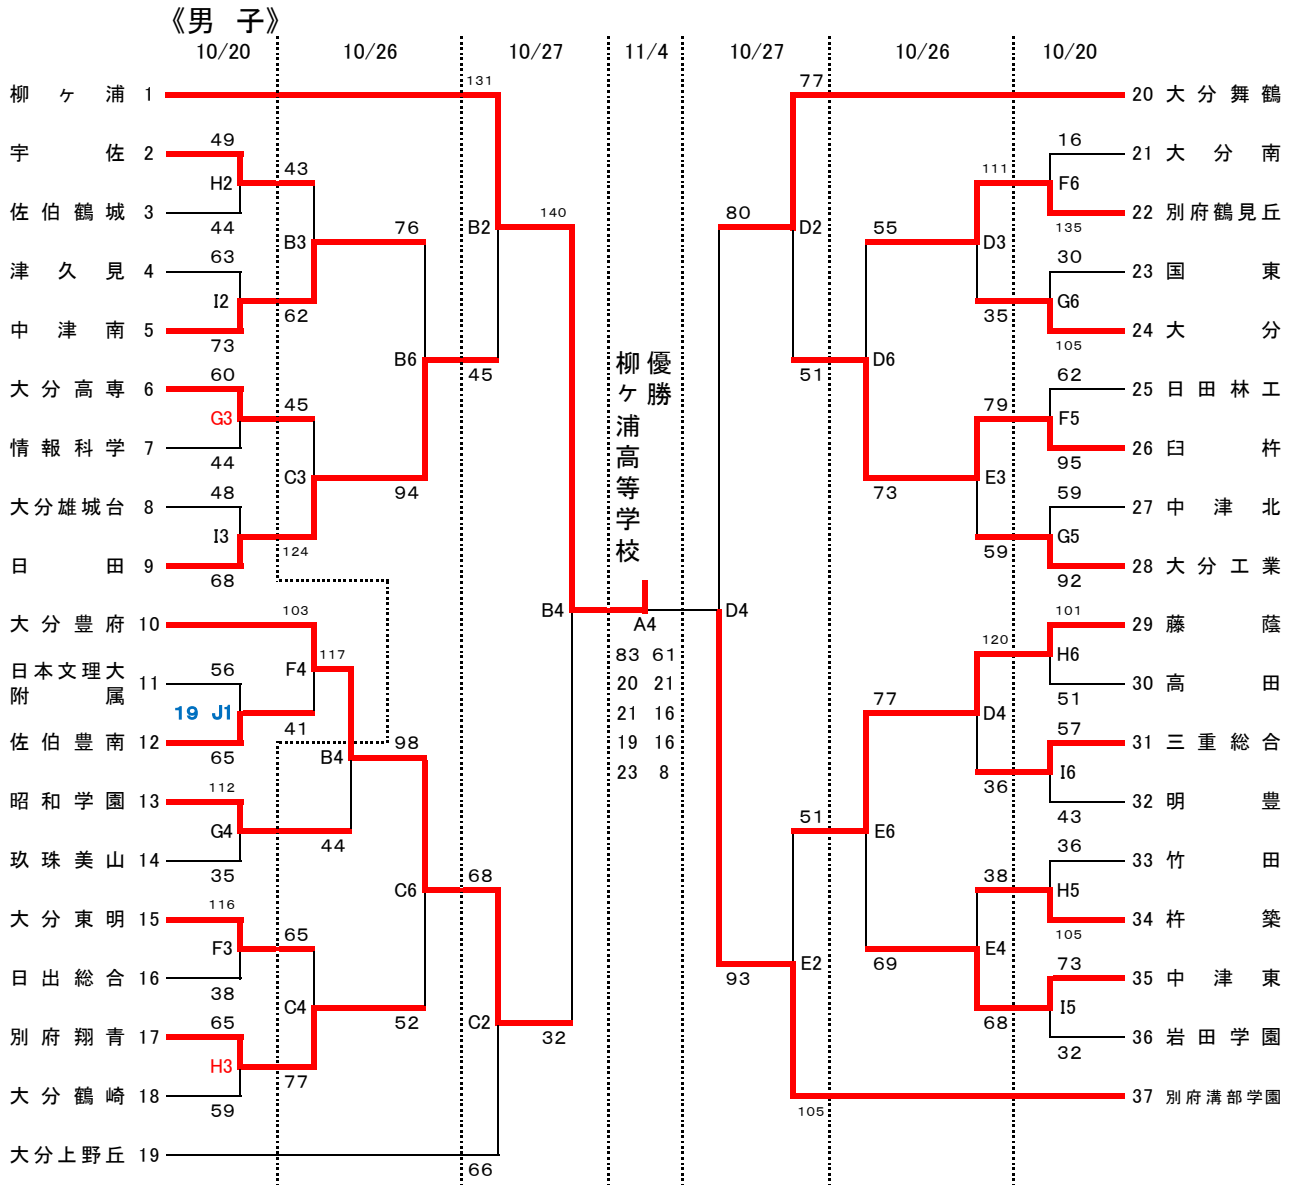 《男 子》
10/20 10/26 10/27 11/4 10/27 10/26 10/20
柳ヶ浦 1
宇佐 2
佐伯鶴城 3
津久見 4
中津南 5
大分高専 6
情報科学 7
大分雄城台 8
日田 9
大分豊府 10
日本文理大
附属 11
佐伯豊南 12
昭和学園 13
玖珠美山 14
大分東明 15
日出総合 16
別府翔青 17
大分鶴崎 18
大分上野丘 19
49
H2
44
63
I2
73
60
G3
44
48
I3
68
56
19 J1
65
112
G4
35
116
F3
38
65
H3
59
43
B3
62
45
C3
124
103
F4
41
117
B4
44
65
C4
77
76
B6
94
98
C6
52
131
B2
45
68
C2
66
140
B4
32
優勝
柳ヶ浦高等学校
A4
83 61
20 21
21 16
19 16
23 8
80
D4
93
77
D2
51
51
E2
105
55
D6
73
77
E6
69
111
D3
35
79
E3
59
120
D4
36
38
E4
68
16
F6
135
30
G6
105
62
F5
95
59
G5
92
101
H6
51
57
I6
43
36
H5
105
73
I5
32
20 大分舞鶴
21 大分南
22 別府鶴見丘
23 国東
24 大分
25 日田林工
26 臼杵
27 中津北
28 大分工業
29 藤蔭
30 高田
31 三重総合
32 明豊
33 竹田
34 杵築
35 中津東
36 岩田学園
37 別府溝部学園